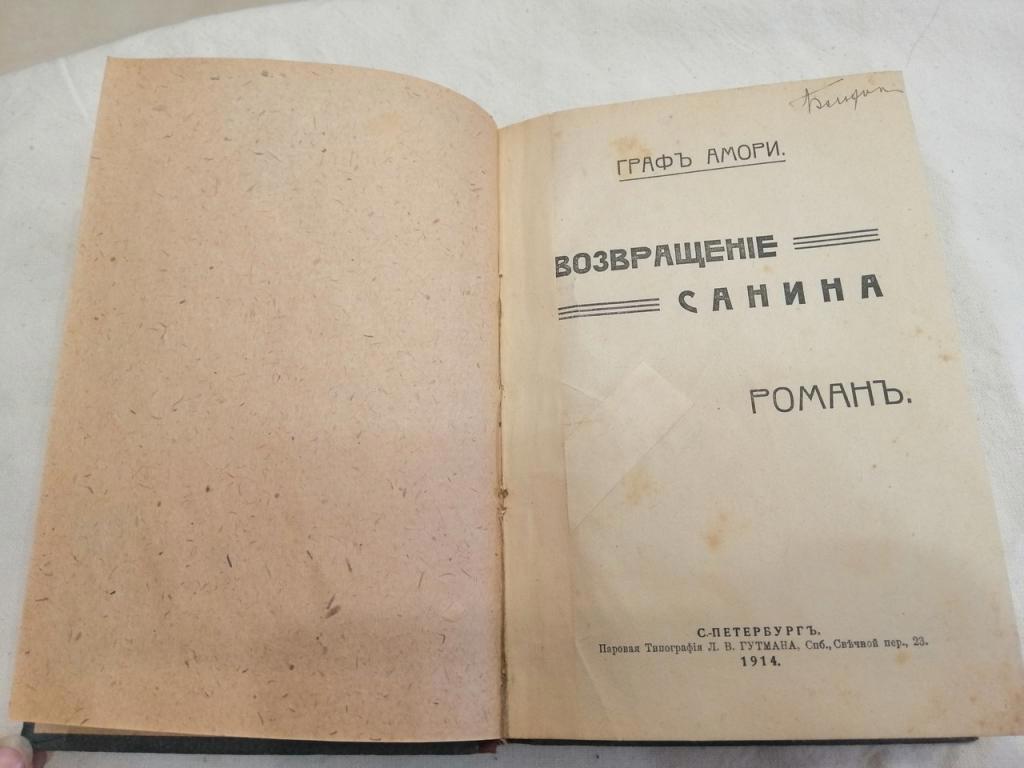 ГРАФЪ АМОРИ.
ВОЗВРАЩЕНІЕ
САНИНА
РОМАНЪ.
С.-ПЕТЕРБУРГЪ.
Паровая Типографія Л. В. ГУТМАНА, Спб., Свѣчной пер., 23.
1914.